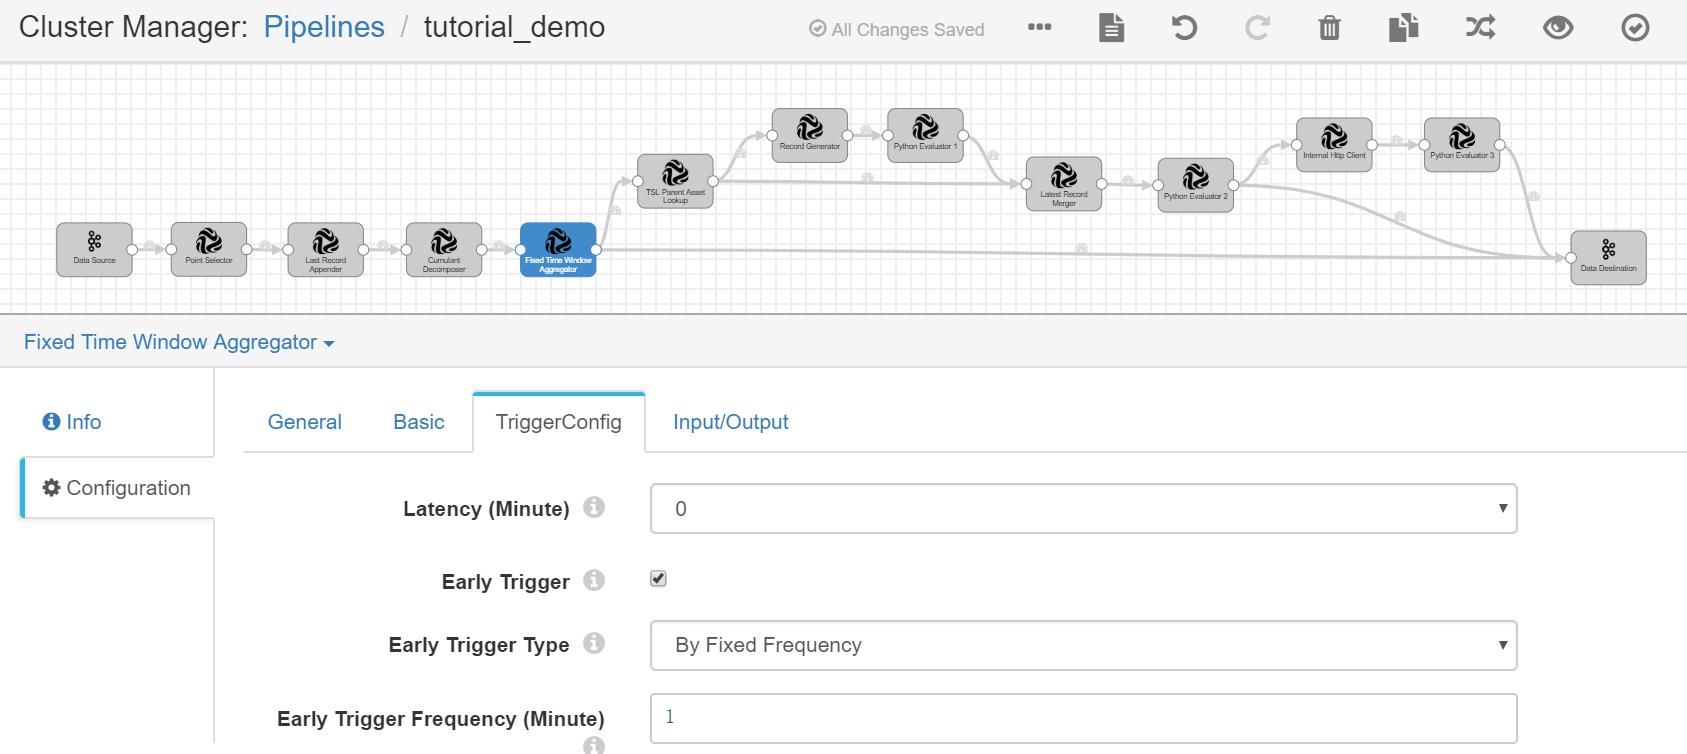 Cluster Manager: Pipelines / tutorial_demo
All Changes Saved
Record Generator
Python Evaluator 1
Internal Http Client
Python Evaluator 3
TSL Parent Asset
Lookup
Latest Record
Merger
Python Evaluator 2
Data Source
Point Selector
Last Record
Appender
Cumulant
Decomposer
Fixed Time Window
Aggregator
Data Destination
Fixed Time Window Aggregator
Info
Configuration
General
Basic
TriggerConfig
Input/Output
Latency (Minute)
0
Early Trigger
Early Trigger Type
By Fixed Frequency
Early Trigger Frequency (Minute)
1